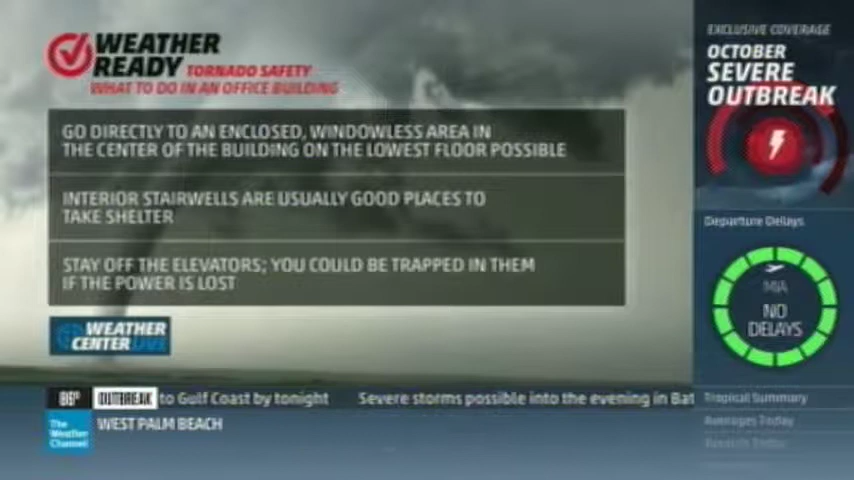 WEATHER
READY TORNADO SAFETY
WHAT TO DO IN AN OFFICE BUILDING
GO DIRECTLY TO AN ENCLOSED, WINDOWLESS AREA IN
THE CENTER OF THE BUILDING ON THE LOWEST FLOOR POSSIBLE
INTERIOR STAIRWELLS ARE USUALLY GOOD PLACES TO
TAKE SHELTER
STAY OFF THE ELEVATORS; YOU COULD BE TRAPPED IN THEM
IF THE POWER IS LOST
WEATHER
CENTER LIVE
EXCLUSIVE COVERAGE
OCTOBER
SEVERE
OUTBREAK
Departure Delays
MIA
NO
DELAYS
Tropical Summary
Averages Today
86° OUTBREAK to Gulf Coast by tonight Severe storms possible into the evening in Bat
The
Weather
Channel
WEST PALM BEACH